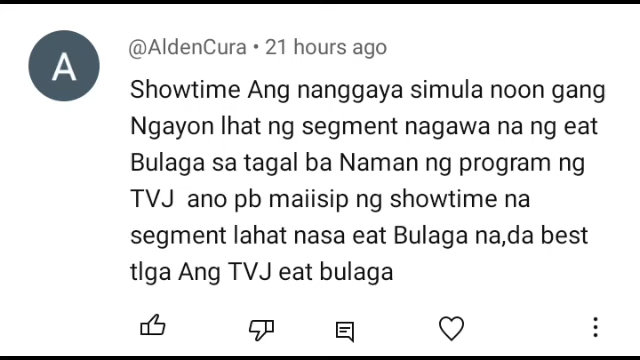 A
@AldenCura • 21 hours ago
Showtime Ang nanggaya simula noon gang
Ngayon lhat ng segment nagawa na ng eat
Bulaga sa tagal ba Naman ng program ng
TVJ  ano pb maiisip ng showtime na
segment lahat nasa eat Bulaga na,da best
tlga Ang TVJ eat bulaga